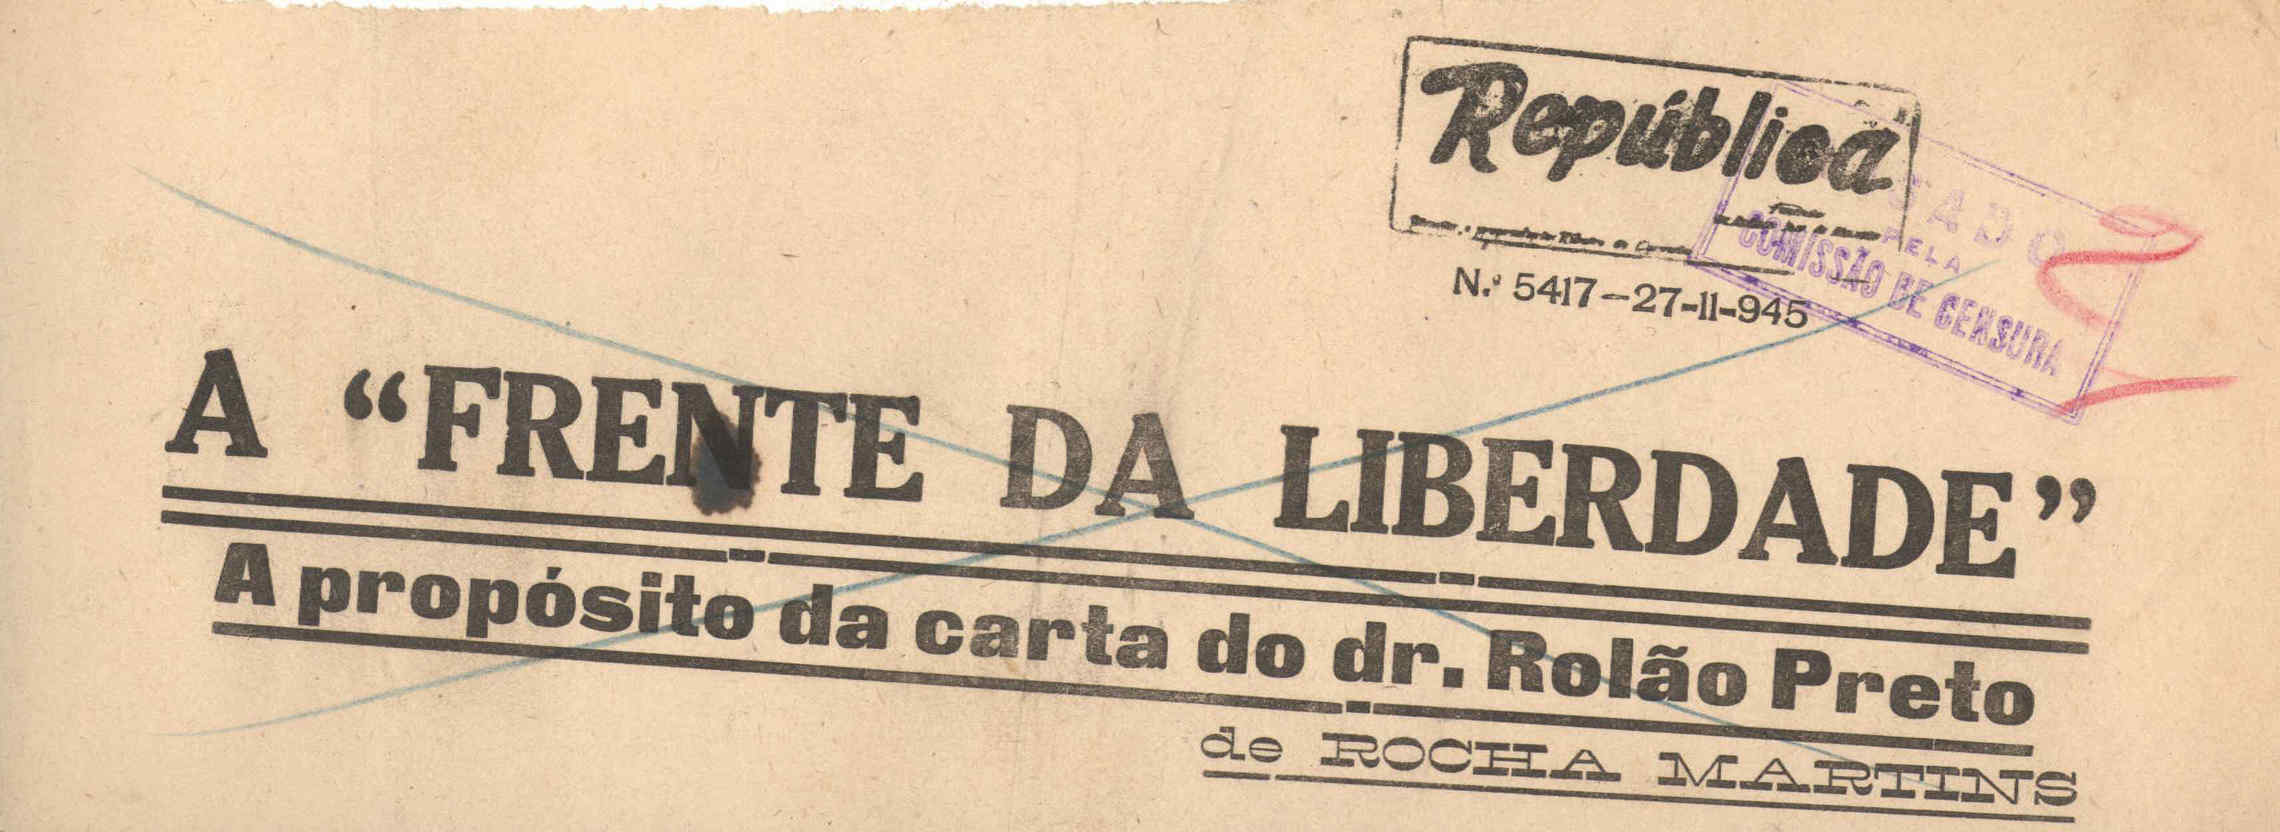 República
N.º 5417—27-11-945
PELA
COMISSÃO DE CENSURA
A “FRENTE DA LIBERDADE”
A propósito da carta do dr. Rolão Preto
de ROCHA MARTINS